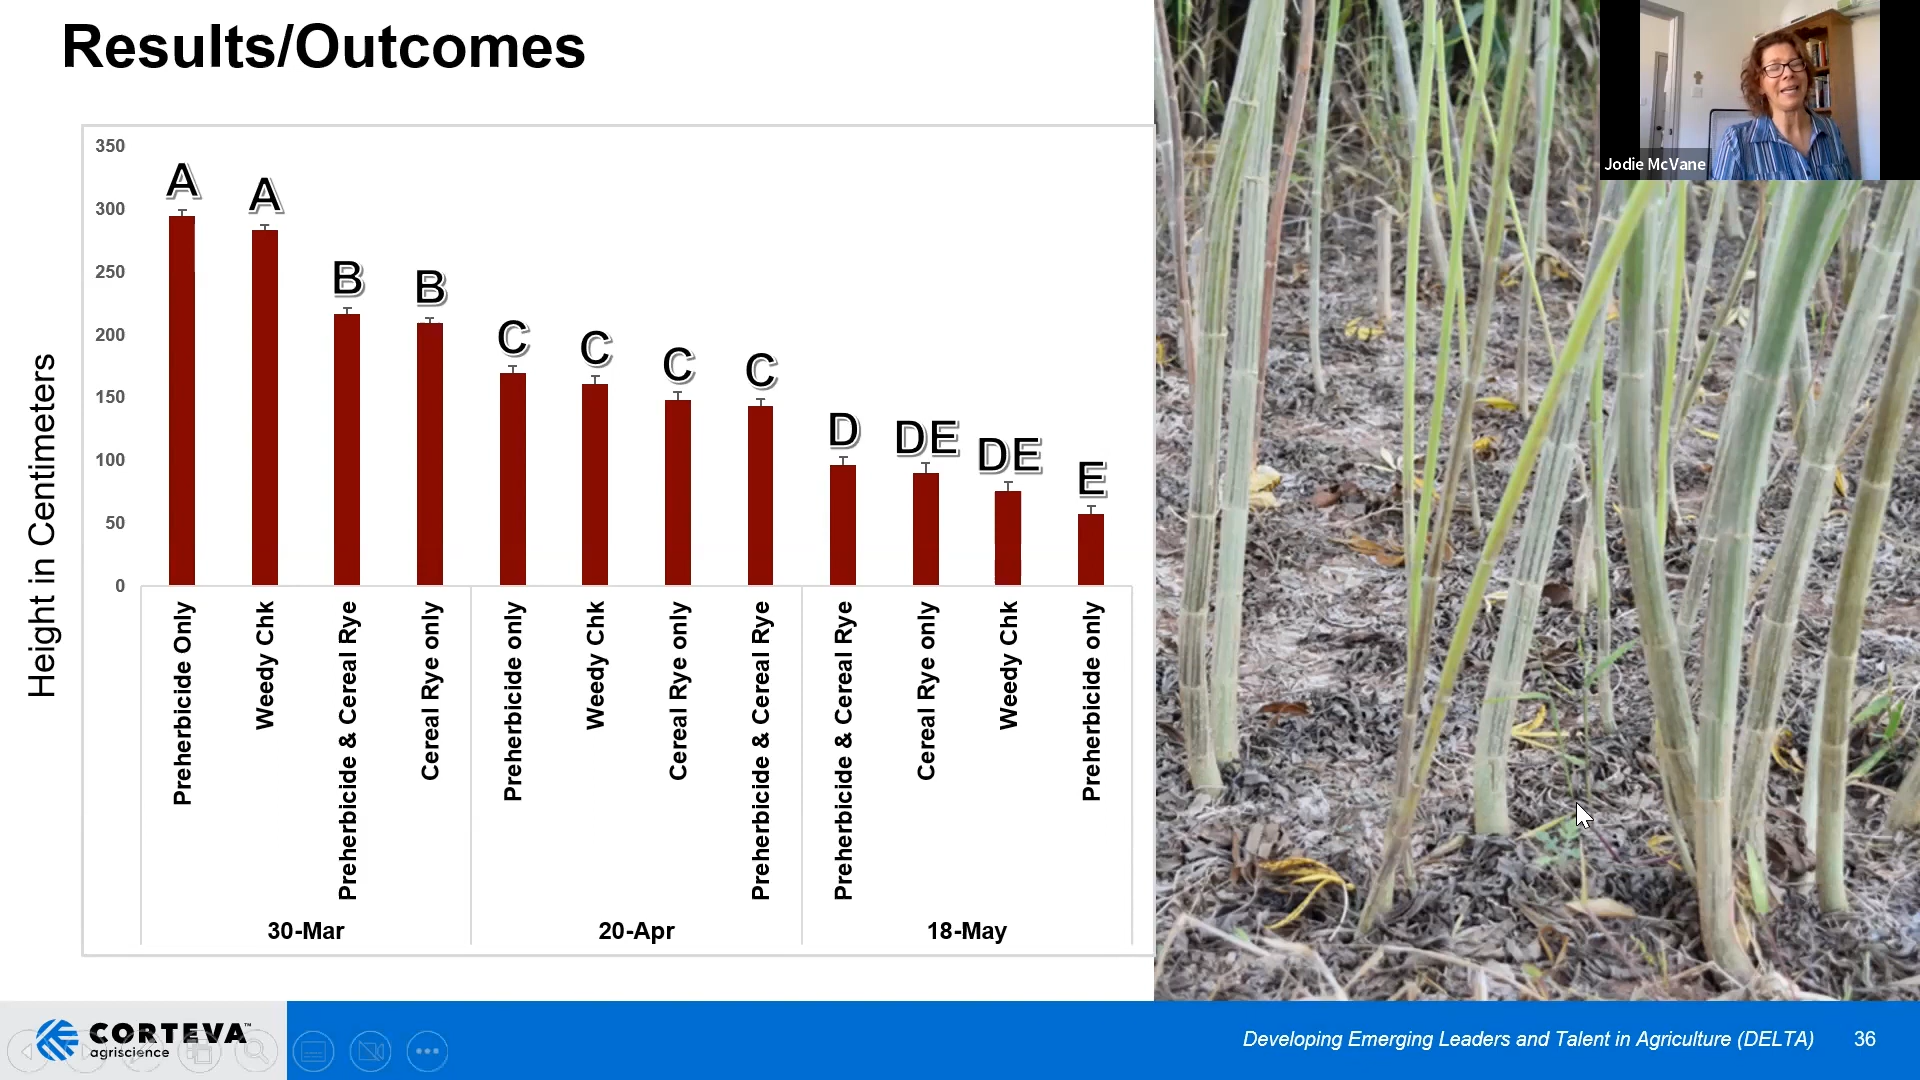 Results/Outcomes
Jodie McVane
Height in Centimeters
350
300
250
200
150
100
50
0
A
A
B
B
C
C
C
C
D
DE
DE
E
Preherbicide Only
Weedy Chk
Preherbicide & Cereal Rye
Cereal Rye only
Preherbicide only
Weedy Chk
Cereal Rye only
Preherbicide & Cereal Rye
Preherbicide & Cereal Rye
Cereal Rye only
Weedy Chk
Preherbicide only
30-Mar
20-Apr
18-May
CORTEVA™
agriscience
Developing Emerging Leaders and Talent in Agriculture (DELTA)
36